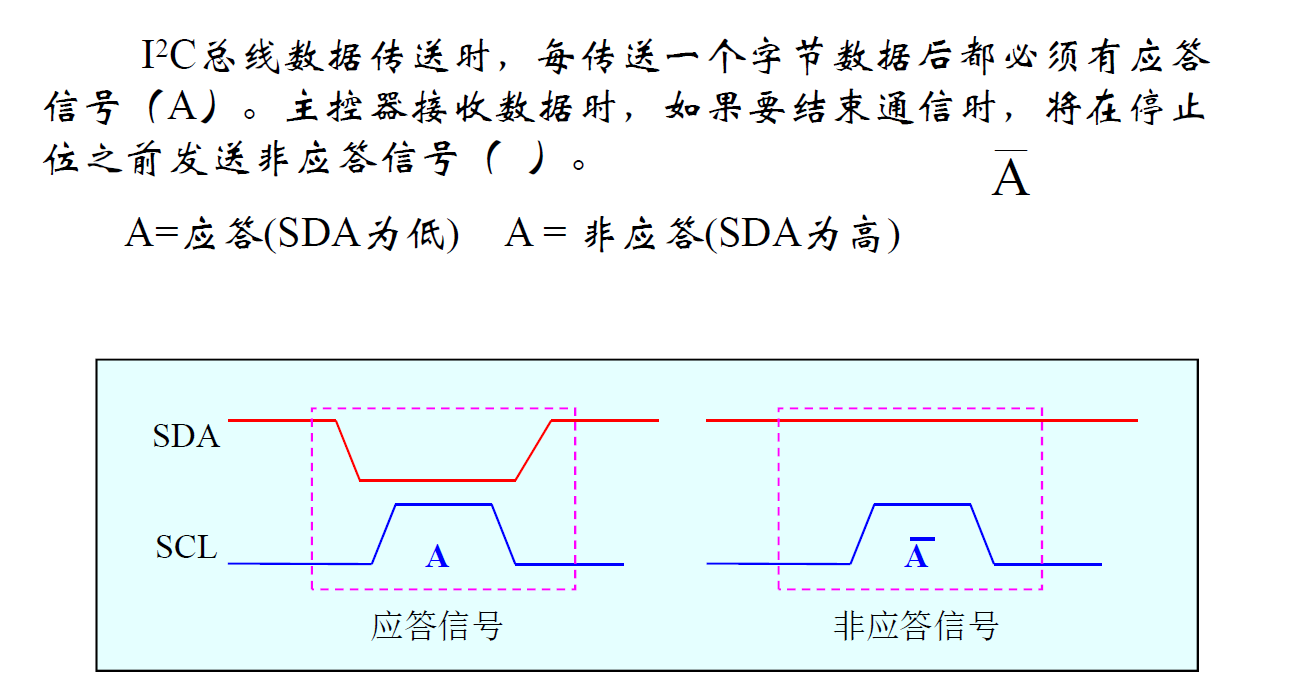 I²C总线数据传送时，每传送一个字节数据后都必须有应答
信号（A）。主控器接收数据时，如果要结束通信时，将在停止
位之前发送非应答信号（ ）。
A̅
A=应答(SDA为低) A = 非应答(SDA为高)
SDA
SCL
A
A̅
应答信号
非应答信号